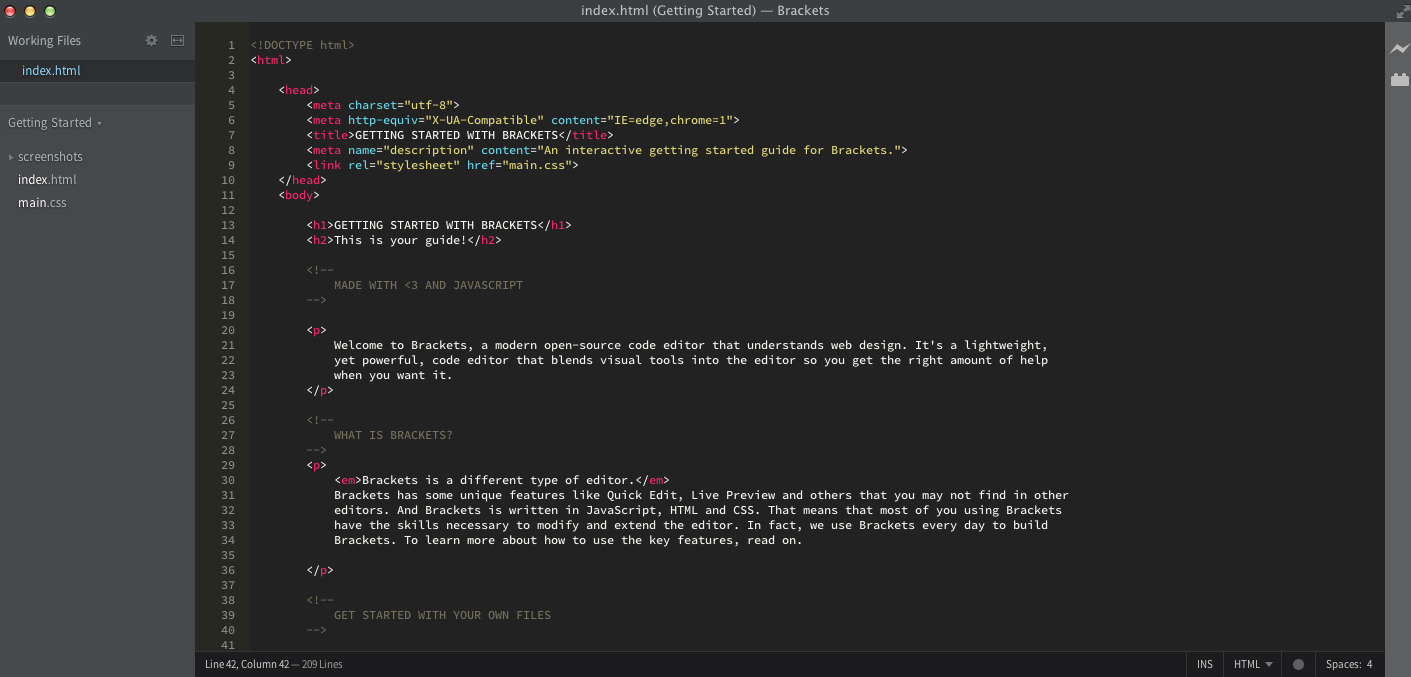 index.html (Getting Started) — Brackets
Working Files
index.html
Getting Started
screenshots
index.html
main.css
1 <!DOCTYPE html>
2 <html>
3
4 <head>
5 <meta charset="utf-8">
6 <meta http-equiv="X-UA-Compatible" content="IE=edge,chrome=1">
7 <title>GETTING STARTED WITH BRACKETS</title>
8 <meta name="description" content="An interactive getting started guide for Brackets.">
9 <link rel="stylesheet" href="main.css">
10 </head>
11 <body>
12
13 <h1>GETTING STARTED WITH BRACKETS</h1>
14 <h2>This is your guide!</h2>
15
16 <!--
17 MADE WITH <3 AND JAVASCRIPT
18 -->
19
20 <p>
21 Welcome to Brackets, a modern open-source code editor that understands web design. It's a lightweight,
22 yet powerful, code editor that blends visual tools into the editor so you get the right amount of help
23 when you want it.
24 </p>
25
26 <!--
27 WHAT IS BRACKETS?
28 -->
29 <p>
30 <em>Brackets is a different type of editor.</em>
31 Brackets has some unique features like Quick Edit, Live Preview and others that you may not find in other
32 editors. And Brackets is written in JavaScript, HTML and CSS. That means that most of you using Brackets
33 have the skills necessary to modify and extend the editor. In fact, we use Brackets every day to build
34 Brackets. To learn more about how to use the key features, read on.
35
36 </p>
37
38 <!--
39 GET STARTED WITH YOUR OWN FILES
40 -->
41
Line 42, Column 42 — 209 Lines
INS
HTML
Spaces: 4